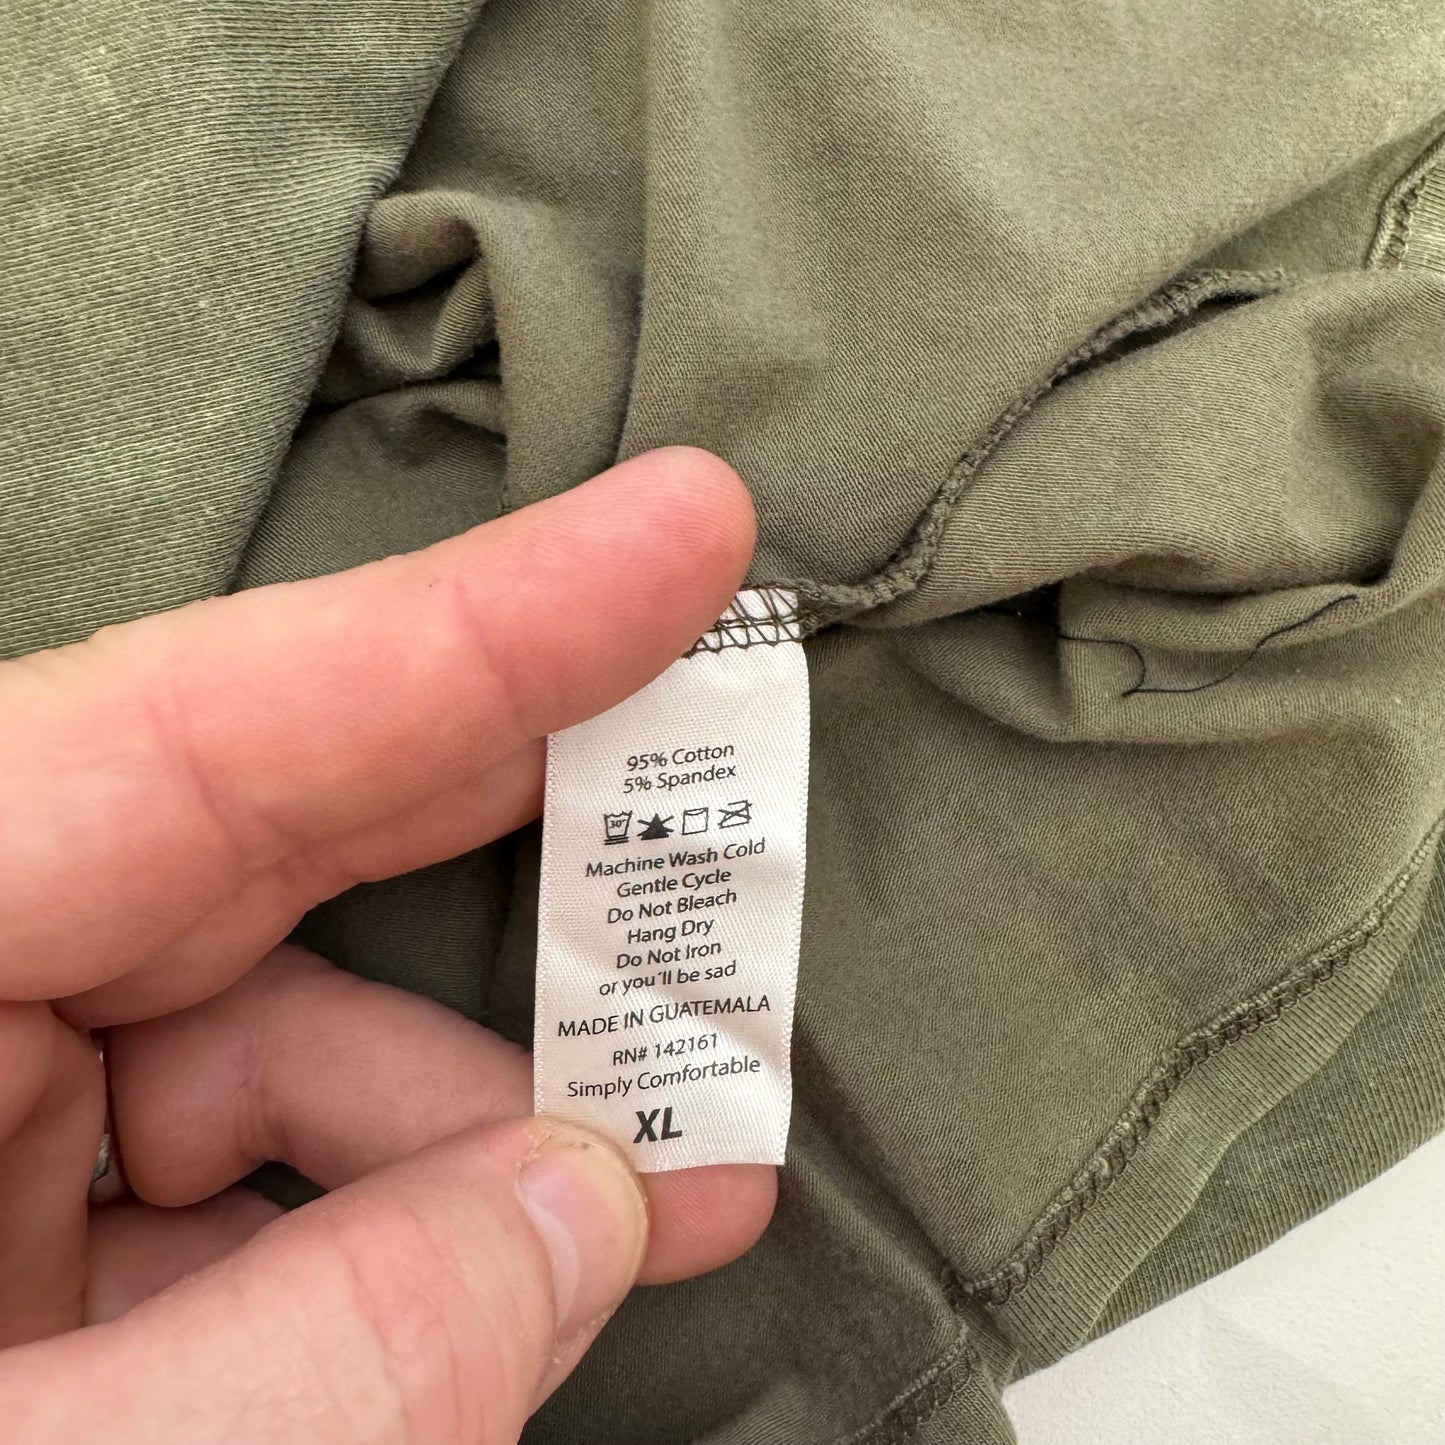 95% Cotton
5% Spandex
30°
Machine Wash Cold
Gentle Cycle
Do Not Bleach
Hang Dry
Do Not Iron
or you´ll be sad
MADE IN GUATEMALA
RN# 142161
Simply Comfortable
XL